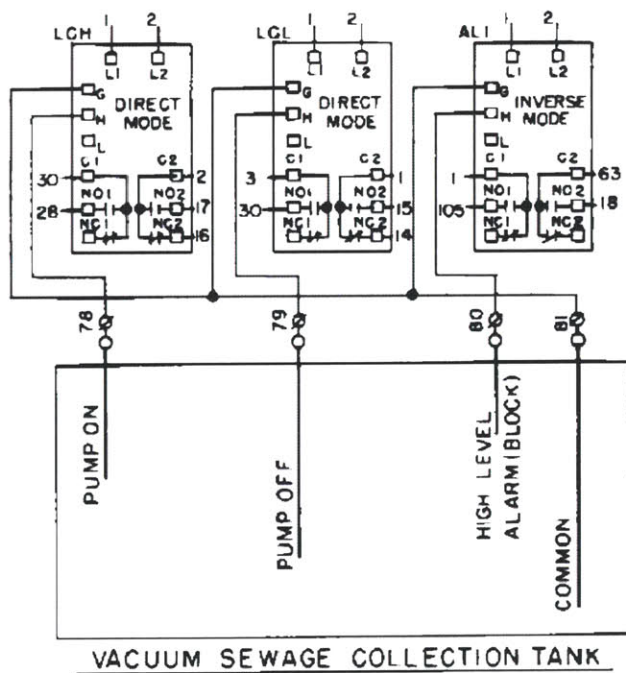 LCH 1 2
LCL 1 2
AL1 1 2
L1 L2
L1 L2
L1 L2
G DIRECT MODE
H
L
G DIRECT MODE
H
L
G INVERSE MODE
H
L
30 C1 C2 2
28 NO1 NO2 17
NC1 NC2 16
3 C1 C2 1
30 NO1 NO2 15
NC1 NC2 14
1 C1 C2 63
105 NO1 NO2 18
NC1 NC2
78
79
80
81
PUMP ON
PUMP OFF
HIGH LEVEL
ALARM (BLOCK)
COMMON
VACUUM SEWAGE COLLECTION TANK